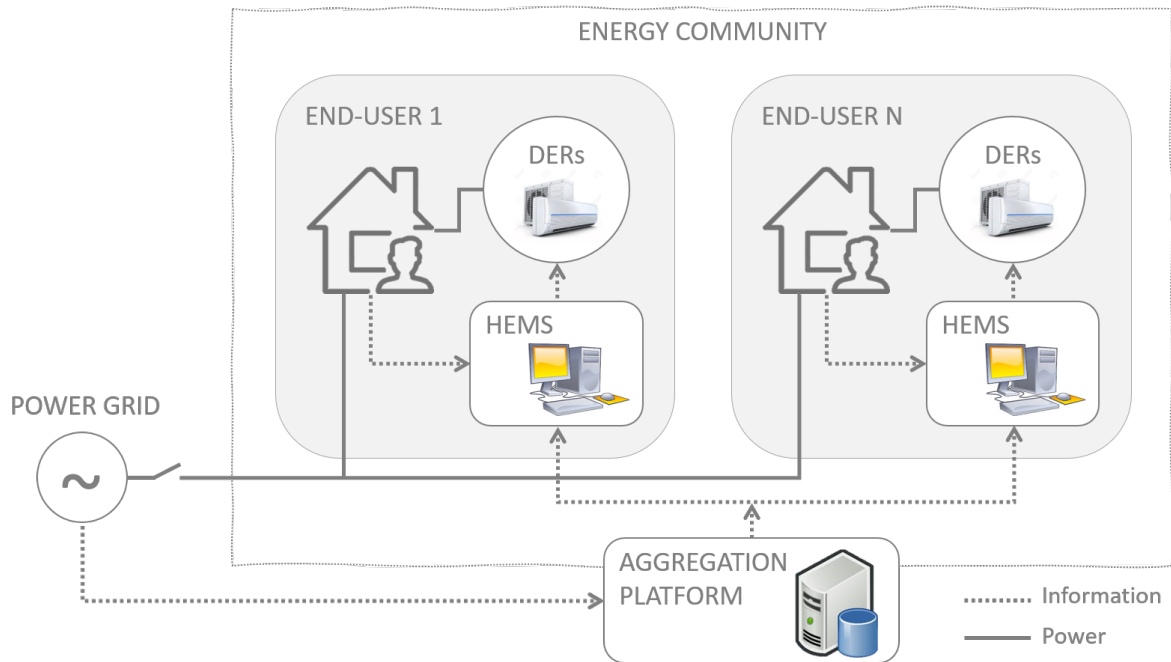 ENERGY COMMUNITY
END-USER 1
DERs
HEMS
END-USER N
DERs
HEMS
POWER GRID
~
AGGREGATION
PLATFORM
Information
Power